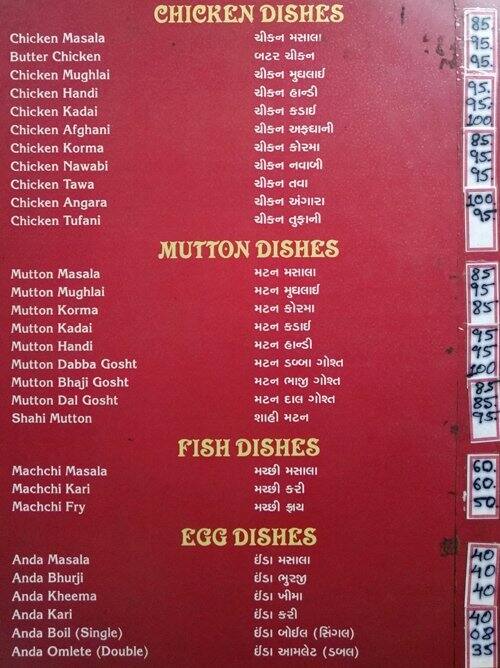 CHICKEN DISHES
Chicken Masala ચીકન મસાલા 85
Butter Chicken બટર ચીકન 95.
Chicken Mughlai ચીકન મુઘલાઈ 95.
Chicken Handi ચીકન હાન્ડી 95.
Chicken Kadai ચીકન કડાઈ 95.
Chicken Afghani ચીકન અફઘાની 100
Chicken Korma ચીકન કોરમા 85
Chicken Nawabi ચીકન નવાબી 95.
Chicken Tawa ચીકન તવા 95.
Chicken Angara ચીકન અંગારા 100
Chicken Tufani ચીકન તુફાની 95.
MUTTON DISHES
Mutton Masala મટન મસાલા 85
Mutton Mughlai મટન મુઘલાઈ 95
Mutton Korma મટન કોરમા 85
Mutton Kadai મટન કડાઈ 95
Mutton Handi મટન હાન્ડી 95
Mutton Dabba Gosht મટન ડબ્બા ગોશ્ત 100
Mutton Bhaji Gosht મટન ભાજી ગોશ્ત 85
Mutton Dal Gosht મટન દાલ ગોશ્ત 85.
Shahi Mutton શાહી મટન 95.
FISH DISHES
Machchi Masala મચ્છી મસાલા 60.
Machchi Kari મચ્છી કરી 60.
Machchi Fry મચ્છી ફ્રાય 50
EGG DISHES
Anda Masala ઈંડા મસાલા 40
Anda Bhurji ઈંડા ભુરજી 40
Anda Kheema ઈંડા ખીમા 40
Anda Kari ઈંડા કરી 40
Anda Boil (Single) ઈંડા બોઈલ (સિંગલ) 08
Anda Omlete (Double) ઈંડા આમલેટ (ડબલ) 35